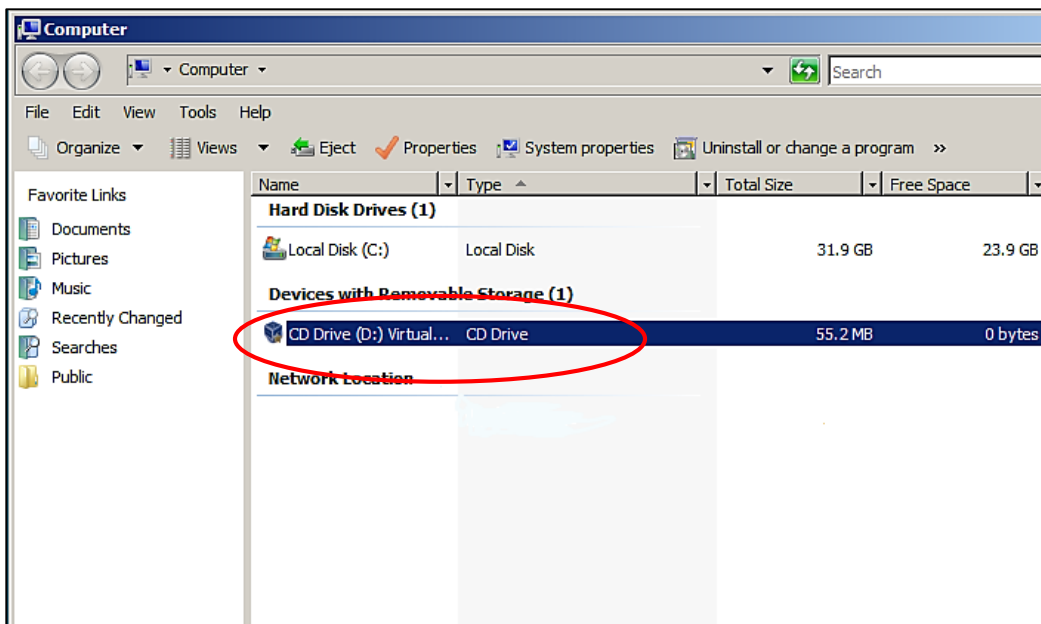 Computer
Computer
Search
File Edit View Tools Help
Organize Views Eject Properties System properties Uninstall or change a program »
Favorite Links
Documents
Pictures
Music
Recently Changed
Searches
Public
Name Type Total Size Free Space
Hard Disk Drives (1)
Local Disk (C:) Local Disk 31.9 GB 23.9 GB
Devices with Removable Storage (1)
CD Drive (D:) Virtual... CD Drive 55.2 MB 0 bytes
Network Location